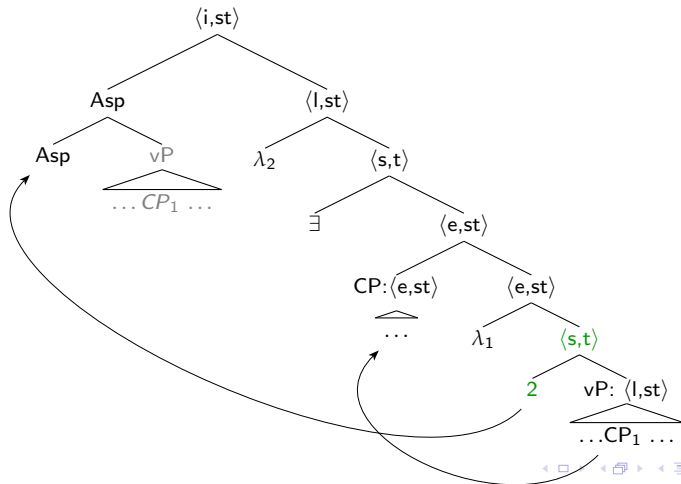 ⟨i,st⟩
Asp ⟨l,st⟩
Asp vP λ₂ ⟨s,t⟩
... CP₁ ... ∃ ⟨e,st⟩
CP:⟨e,st⟩ ⟨e,st⟩
... λ₁ ⟨s,t⟩
2 vP: ⟨l,st⟩
...CP₁ ...